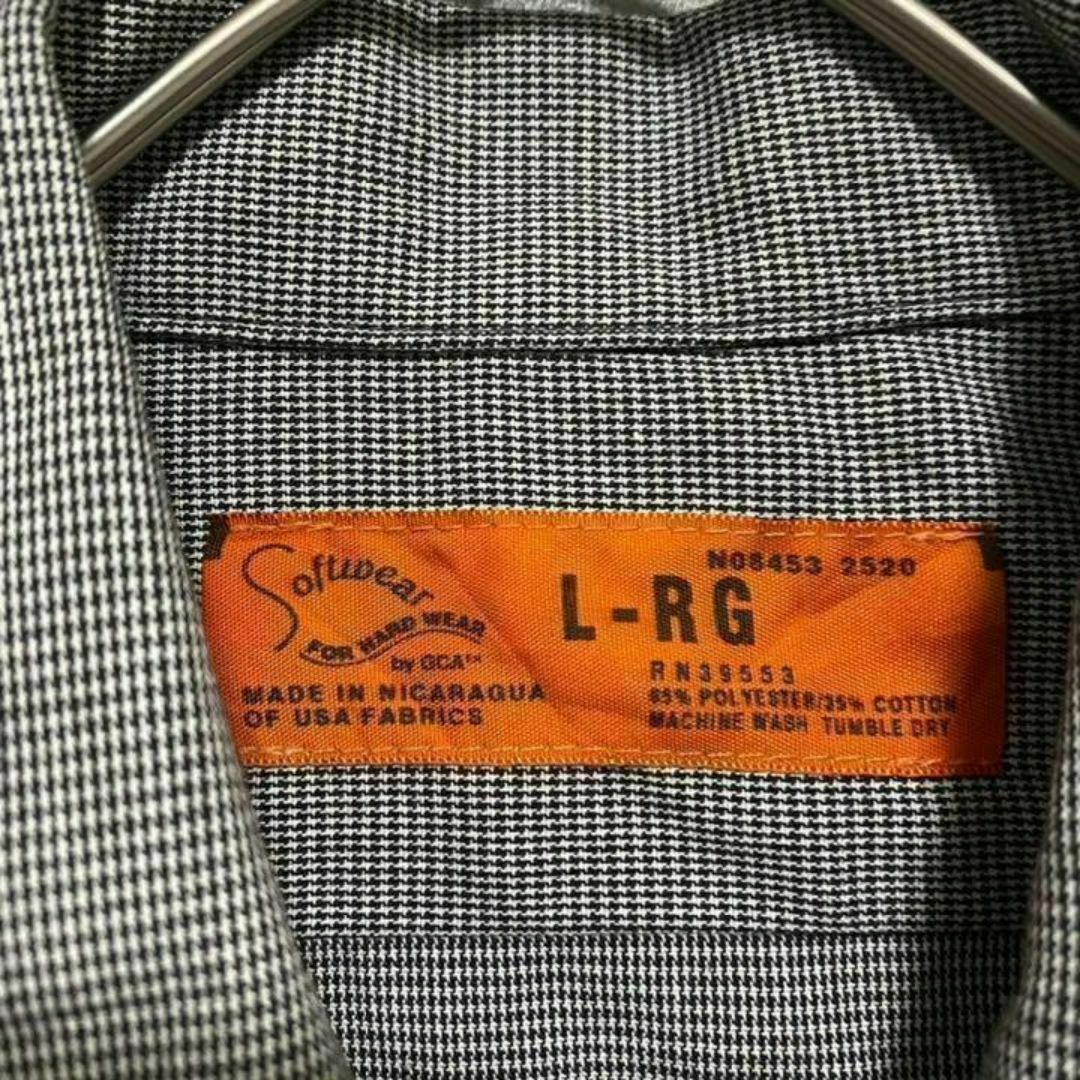 Softwear
FOR HARD WEAR
by GCA™
MADE IN NICARAGUA
OF USA FABRICS
N08453 2520
L-RG
RN39553
65% POLYESTER/35% COTTON
MACHINE WASH TUMBLE DRY